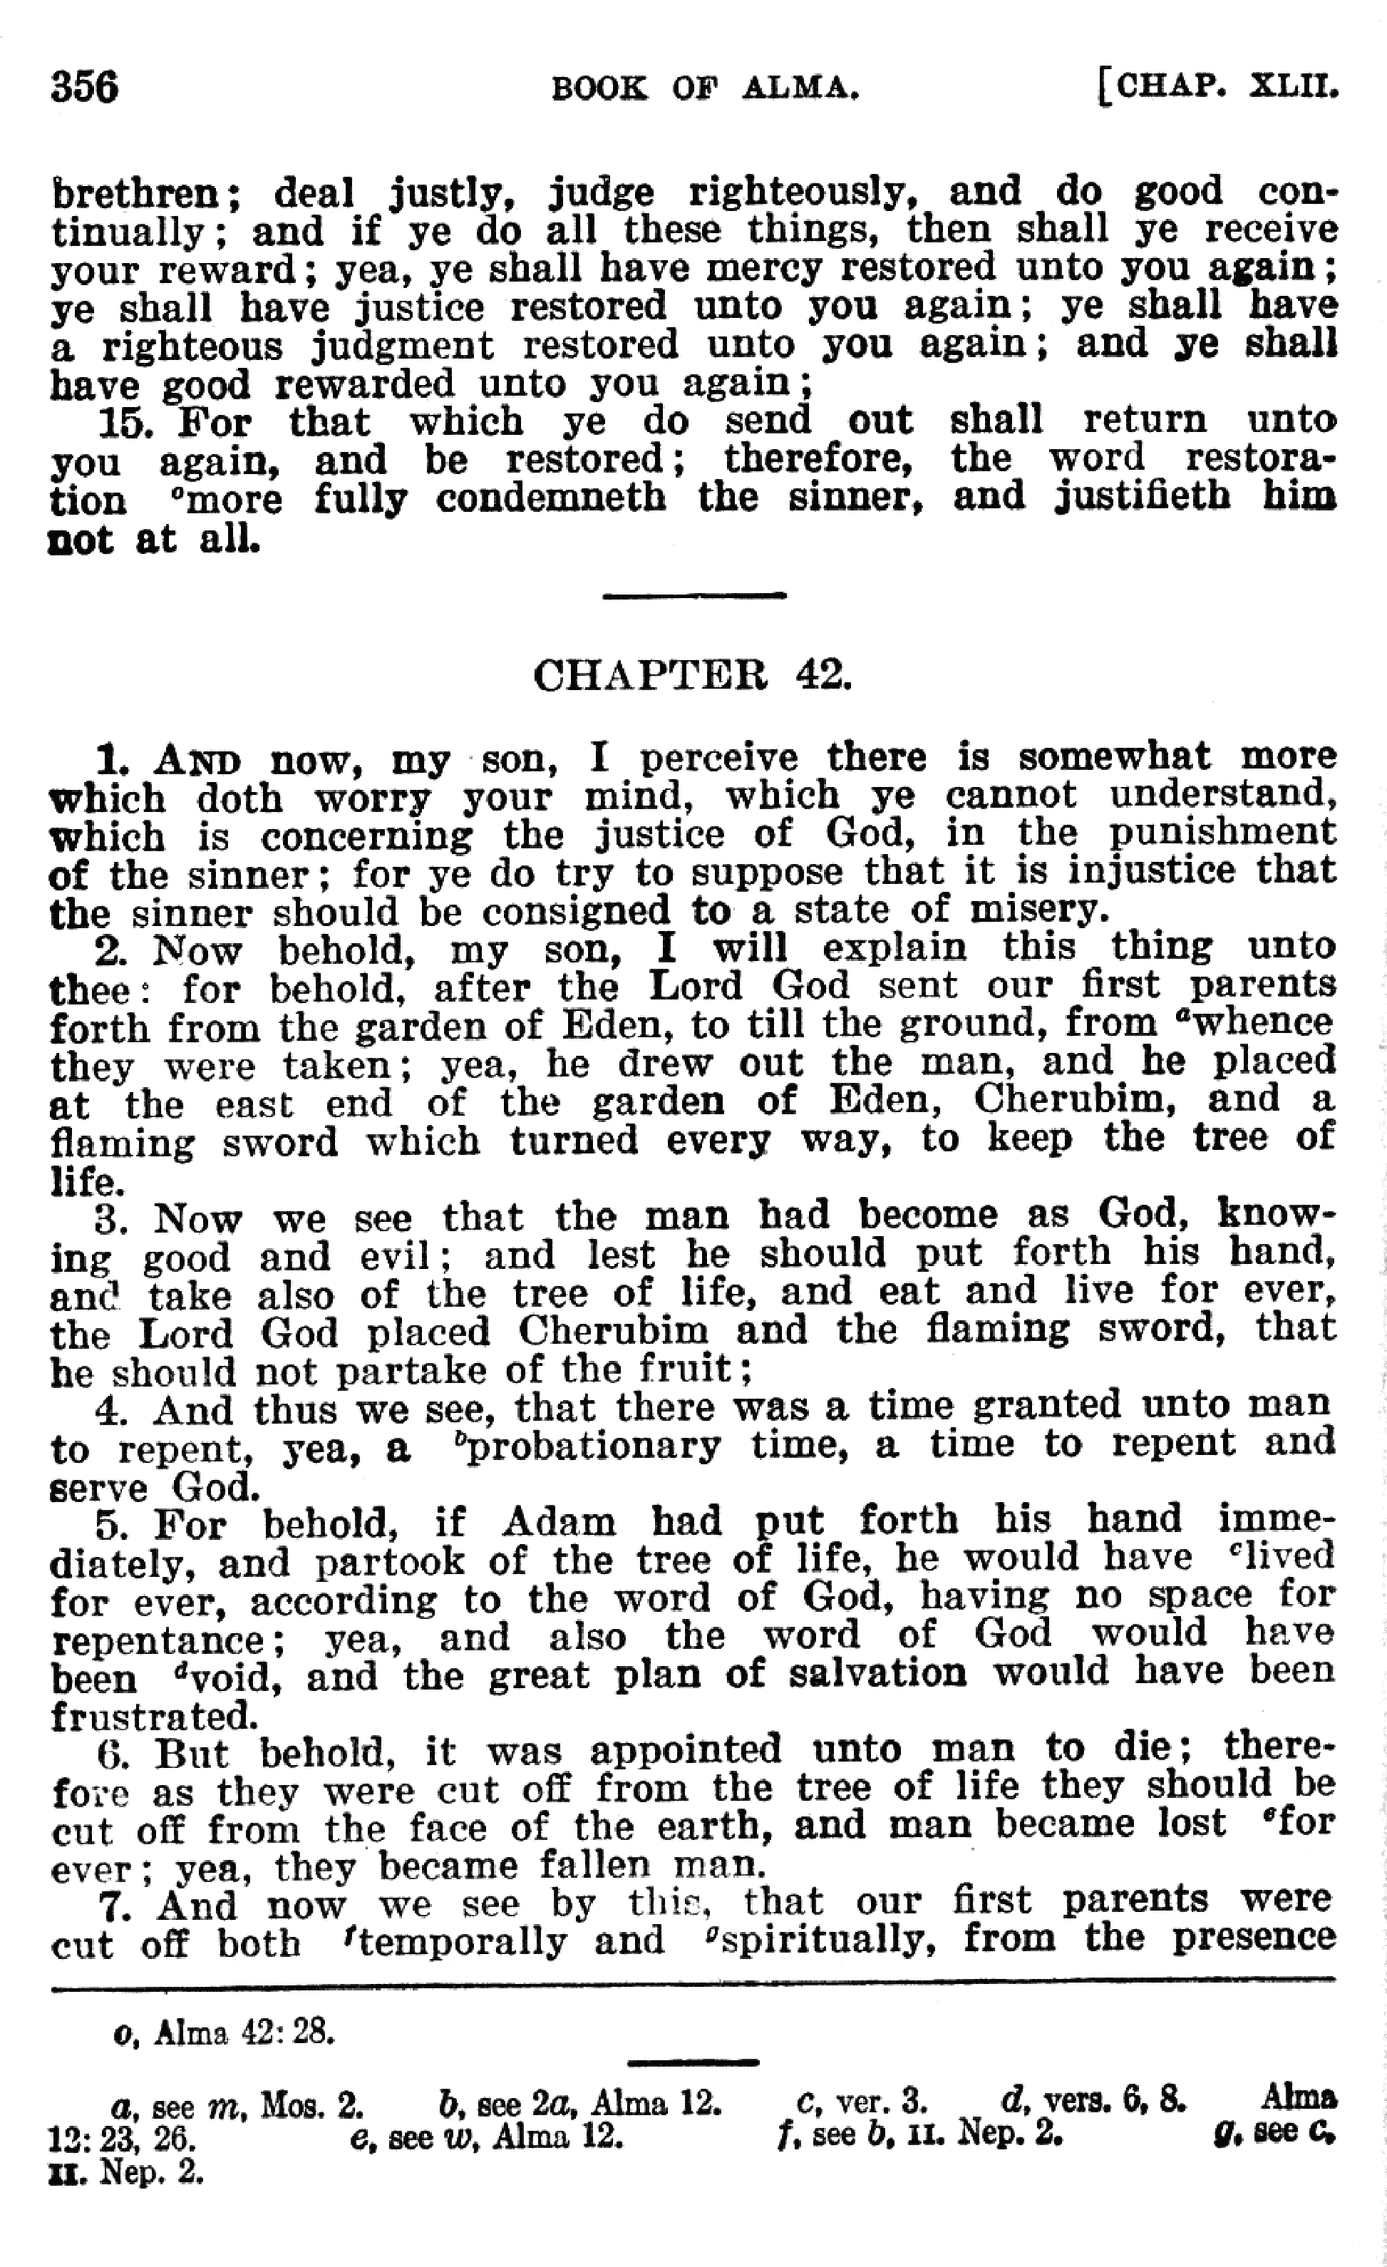 356 BOOK OF ALMA. [CHAP. XLII.
brethren; deal justly, judge righteously, and do good con-
tinually; and if ye do all these things, then shall ye receive
your reward; yea, ye shall have mercy restored unto you again;
ye shall have justice restored unto you again; ye shall have
a righteous judgment restored unto you again; and ye shall
have good rewarded unto you again;
15. For that which ye do send out shall return unto
you again, and be restored; therefore, the word restora-
tion ᵒmore fully condemneth the sinner, and justifieth him
not at all.
CHAPTER 42.
1. AND now, my son, I perceive there is somewhat more
which doth worry your mind, which ye cannot understand,
which is concerning the justice of God, in the punishment
of the sinner; for ye do try to suppose that it is injustice that
the sinner should be consigned to a state of misery.
2. Now behold, my son, I will explain this thing unto
thee: for behold, after the Lord God sent our first parents
forth from the garden of Eden, to till the ground, from ᵃwhence
they were taken; yea, he drew out the man, and he placed
at the east end of the garden of Eden, Cherubim, and a
flaming sword which turned every way, to keep the tree of
life.
3. Now we see that the man had become as God, know-
ing good and evil; and lest he should put forth his hand,
and take also of the tree of life, and eat and live for ever,
the Lord God placed Cherubim and the flaming sword, that
he should not partake of the fruit;
4. And thus we see, that there was a time granted unto man
to repent, yea, a ᵇprobationary time, a time to repent and
serve God.
5. For behold, if Adam had put forth his hand imme-
diately, and partook of the tree of life, he would have ᶜlived
for ever, according to the word of God, having no space for
repentance; yea, and also the word of God would have
been ᵈvoid, and the great plan of salvation would have been
frustrated.
6. But behold, it was appointed unto man to die; there-
fore as they were cut off from the tree of life they should be
cut off from the face of the earth, and man became lost ᵉfor
ever; yea, they became fallen man.
7. And now we see by this, that our first parents were
cut off both ᶠtemporally and ᵍspiritually, from the presence
o, Alma 42: 28.
a, see m, Mos. 2. b, see 2a, Alma 12. c, ver. 3. d, vers. 6, 8. Alma
12: 23, 26. e, see w, Alma 12. f, see b, II. Nep. 2. g, see c,
II. Nep. 2.